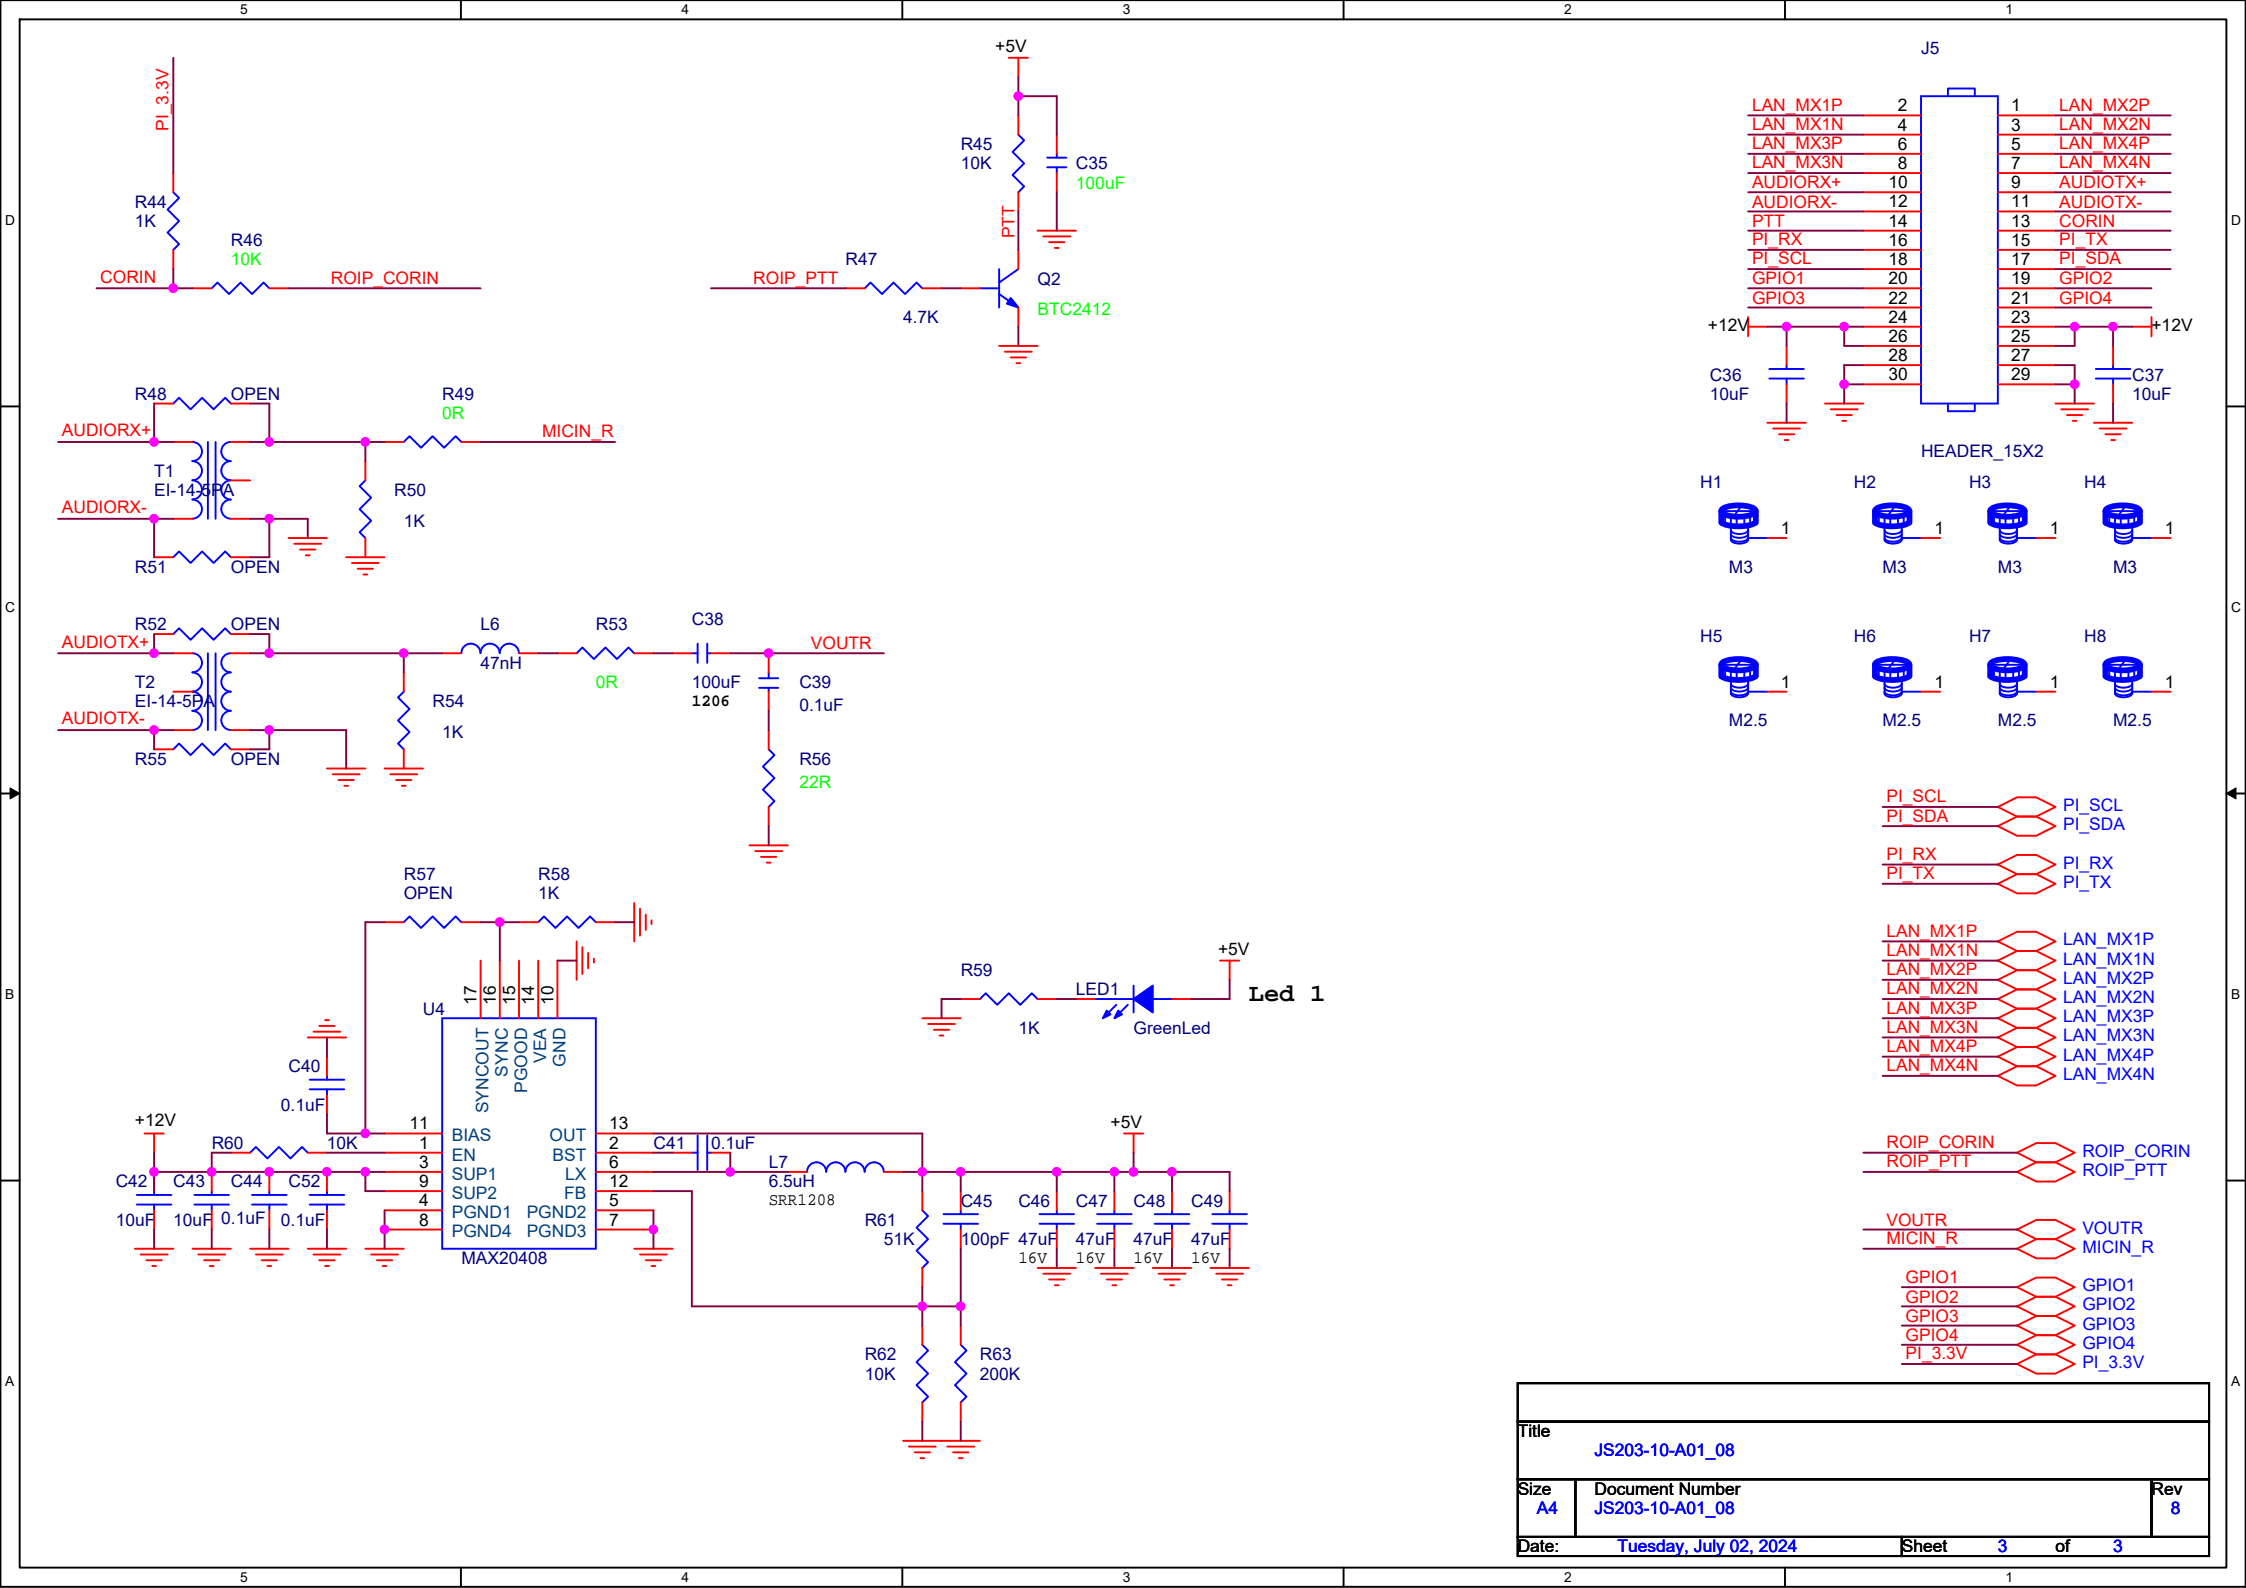 5 4 3 2 1
D
C
B
A
PI_3.3V
R44
1K
R46
10K
CORIN
ROIP_CORIN
+5V
R45
10K
C35
100uF
PTT
ROIP_PTT
R47
4.7K
Q2
BTC2412
J5
LAN_MX1P 2 1 LAN_MX2P
LAN_MX1N 4 3 LAN_MX2N
LAN_MX3P 6 5 LAN_MX4P
LAN_MX3N 8 7 LAN_MX4N
AUDIORX+ 10 9 AUDIOTX+
AUDIORX- 12 11 AUDIOTX-
PTT 14 13 CORIN
PI_RX 16 15 PI_TX
PI_SCL 18 17 PI_SDA
GPIO1 20 19 GPIO2
GPIO3 22 21 GPIO4
+12V 24 23 +12V
26 25
28 27
30 29
C36
10uF
C37
10uF
HEADER_15X2
R48 OPEN
AUDIORX+
T1
EI-14-5PA
AUDIORX-
R51 OPEN
R49
0R
MICIN_R
R50
1K
H1 H2 H3 H4
1 1 1 1
M3 M3 M3 M3
H5 H6 H7 H8
1 1 1 1
M2.5 M2.5 M2.5 M2.5
R52 OPEN
AUDIOTX+
T2
EI-14-5PA
AUDIOTX-
R55 OPEN
R54
1K
L6
47nH
R53
0R
C38
100uF
1206
VOUTR
C39
0.1uF
R56
22R
PI_SCL PI_SCL
PI_SDA PI_SDA
PI_RX PI_RX
PI_TX PI_TX
LAN_MX1P LAN_MX1P
LAN_MX1N LAN_MX1N
LAN_MX2P LAN_MX2P
LAN_MX2N LAN_MX2N
LAN_MX3P LAN_MX3P
LAN_MX3N LAN_MX3N
LAN_MX4P LAN_MX4P
LAN_MX4N LAN_MX4N
ROIP_CORIN ROIP_CORIN
ROIP_PTT ROIP_PTT
VOUTR VOUTR
MICIN_R MICIN_R
GPIO1 GPIO1
GPIO2 GPIO2
GPIO3 GPIO3
GPIO4 GPIO4
PI_3.3V PI_3.3V
R57
OPEN
R58
1K
U4
17 16 15 14 10
SYNCOUT
SYNC
PGOOD
VEA
GND
C40
0.1uF
+12V
R60 10K
11 BIAS OUT 13
1 EN BST 2
3 SUP1 LX 6
9 SUP2 FB 12
4 PGND1 PGND2 5
8 PGND4 PGND3 7
MAX20408
C42 C43 C44 C52
10uF 10uF 0.1uF 0.1uF
C41 0.1uF
L7
6.5uH
SRR1208
R59
1K
LED1
GreenLed
+5V
Led 1
+5V
R61
51K
C45
100pF
C46 C47 C48 C49
47uF 47uF 47uF 47uF
16V 16V 16V 16V
R62
10K
R63
200K
Title
JS203-10-A01_08
Size Document Number Rev
A4 JS203-10-A01_08 8
Date: Tuesday, July 02, 2024 Sheet 3 of 3
D
C
B
A
5 4 3 2 1